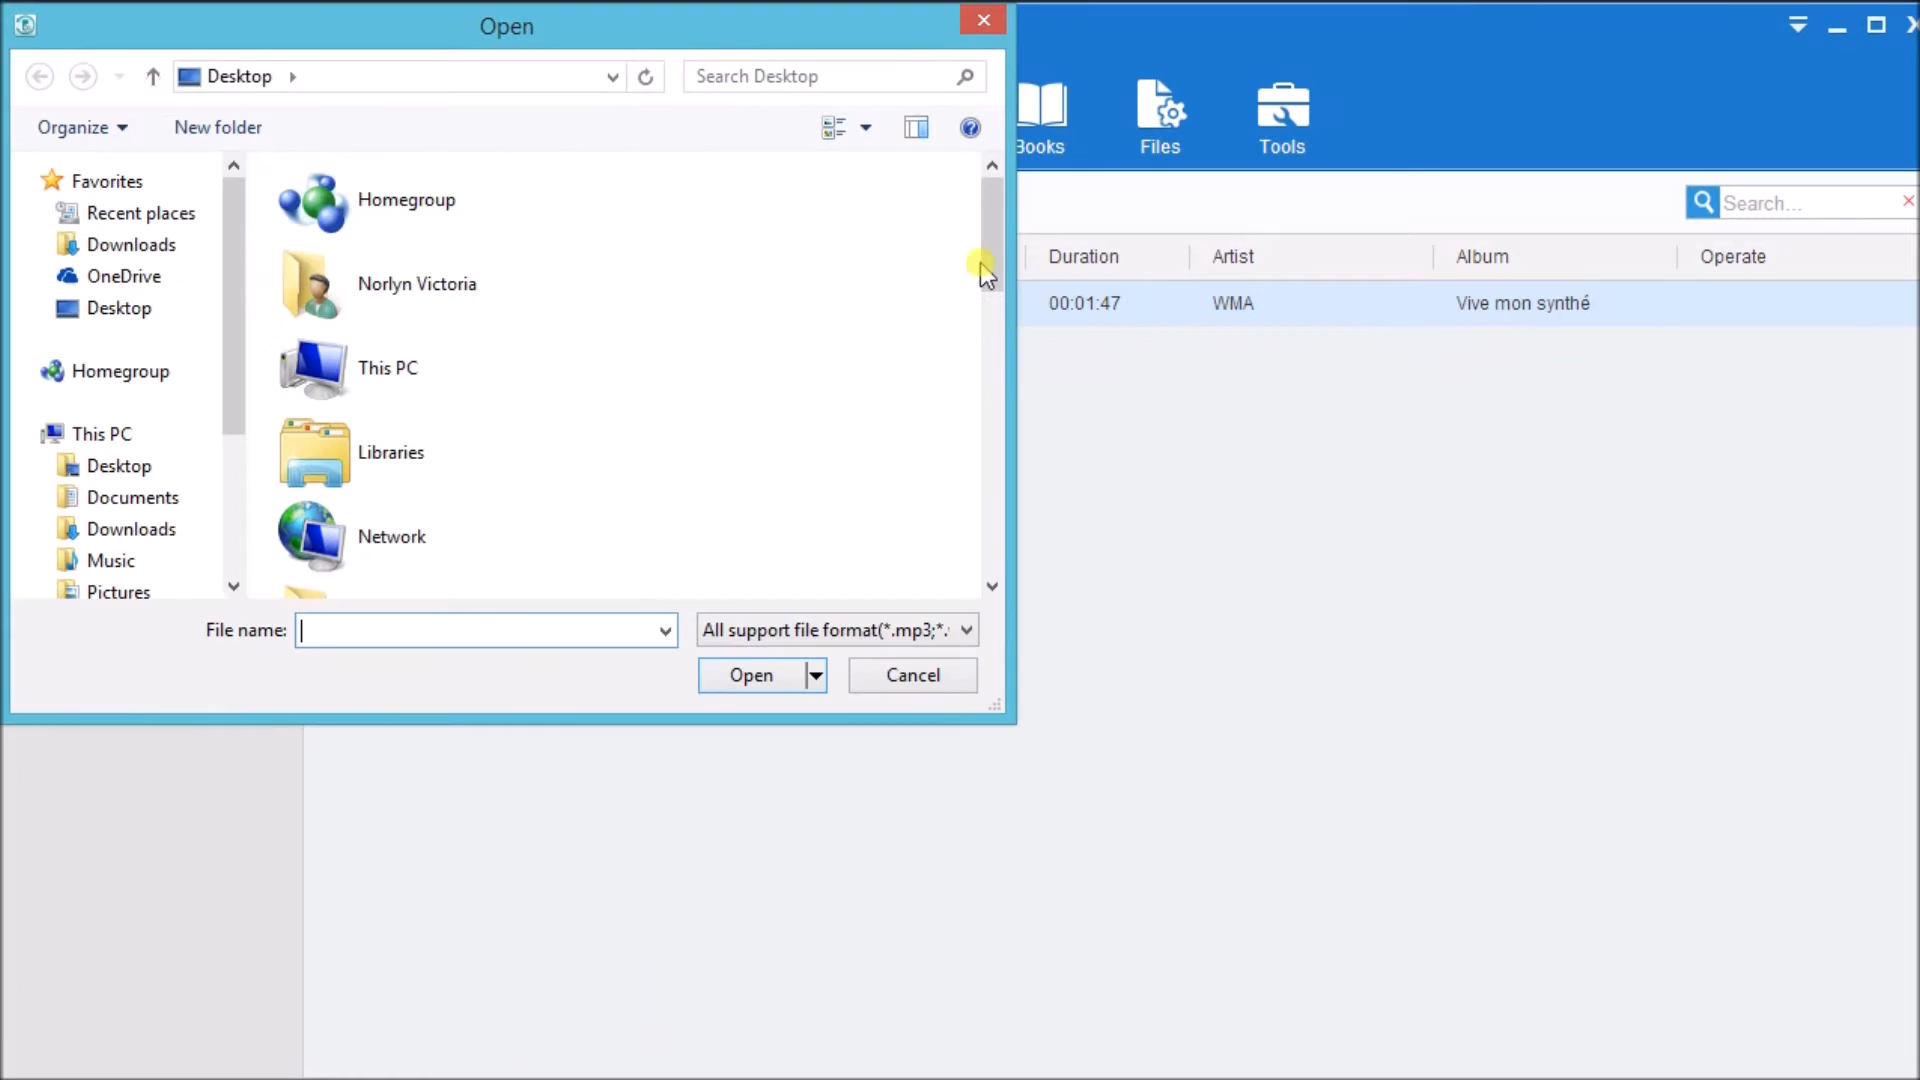 Open
Desktop
Search Desktop
Organize
New folder
Favorites
Recent places
Downloads
OneDrive
Desktop
Homegroup
This PC
Desktop
Documents
Downloads
Music
Pictures
Homegroup
Norlyn Victoria
This PC
Libraries
Network
File name:
All support file format(*.mp3;*.
Open
Cancel
Books
Files
Tools
Search...
Duration
Artist
Album
Operate
00:01:47
WMA
Vive mon synthé